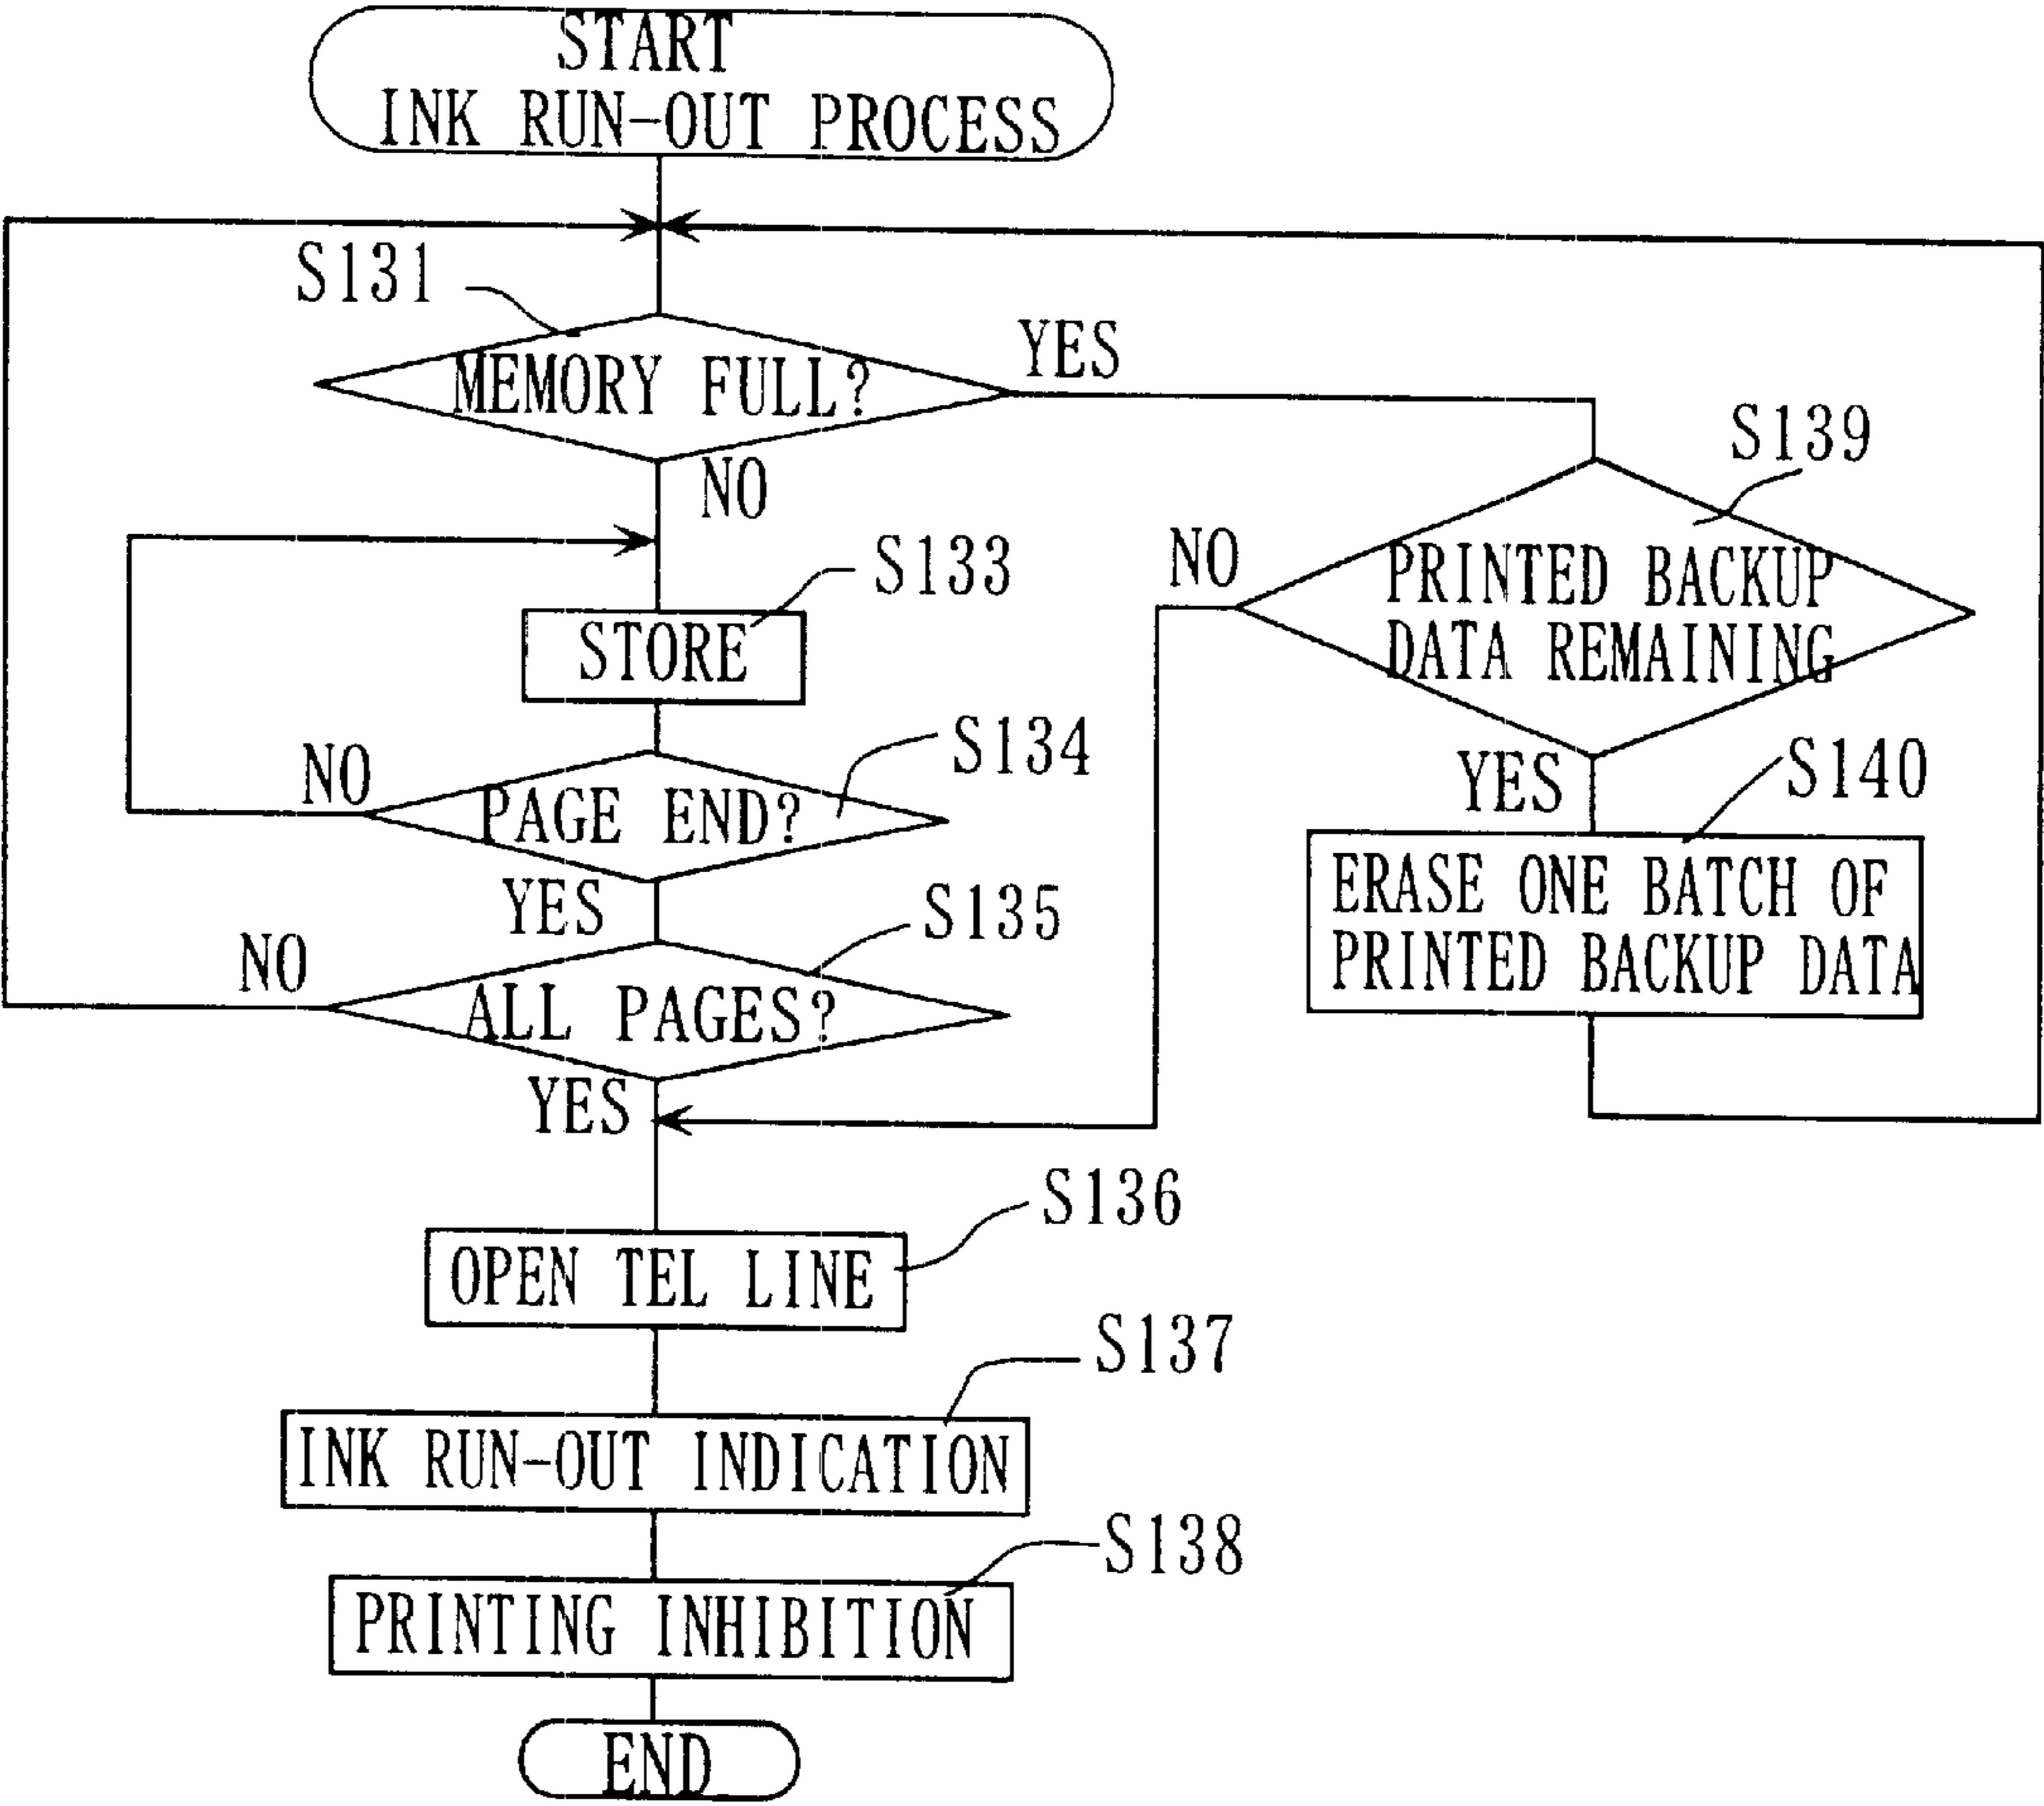 START
INK RUN-OUT PROCESS
S131
MEMORY FULL?
YES
NO
S139
PRINTED BACKUP
DATA REMAINING
NO
YES
S133
STORE
S134
PAGE END?
NO
YES
S140
ERASE ONE BATCH OF
PRINTED BACKUP DATA
S135
ALL PAGES?
NO
YES
S136
OPEN TEL LINE
S137
INK RUN-OUT INDICATION
S138
PRINTING INHIBITION
END